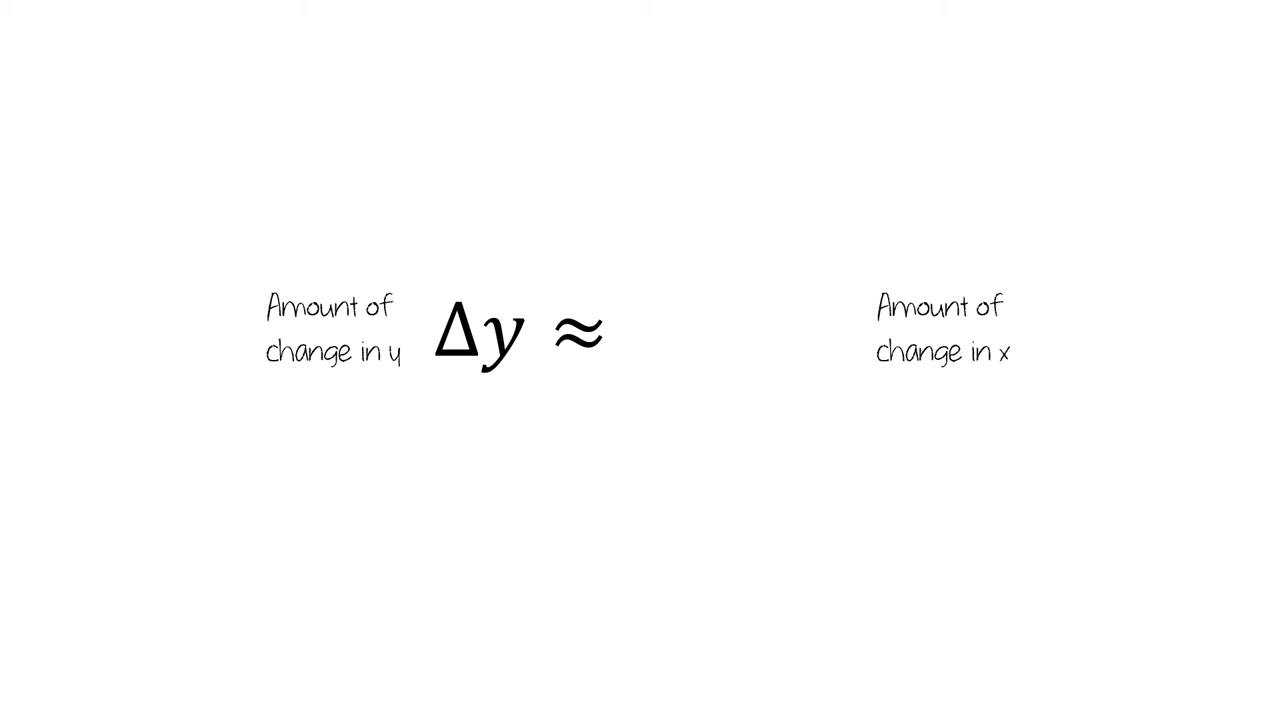 Amount of
change in y
Δy ≈
Amount of
change in x